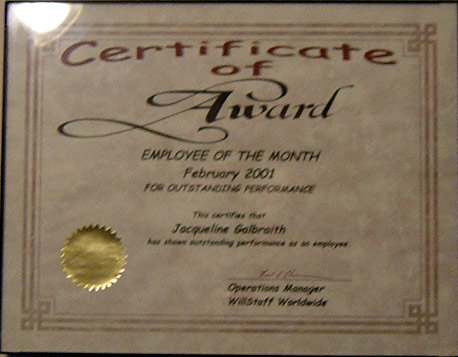 Certificate
of
Award
EMPLOYEE OF THE MONTH
February 2001
FOR OUTSTANDING PERFORMANCE
This certifies that
Jacqueline Galbraith
has shown outstanding performance as an employee.
Operations Manager
WillStaff Worldwide